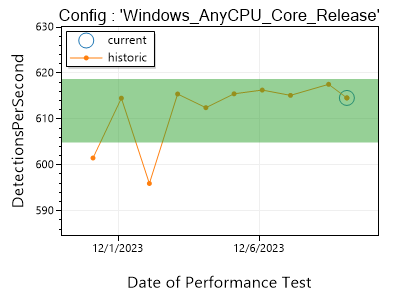 Config : 'Windows_AnyCPU_Core_Release'
630
620
610
600
590
current
historic
DetectionsPerSecond
12/1/2023
12/6/2023
Date of Performance Test